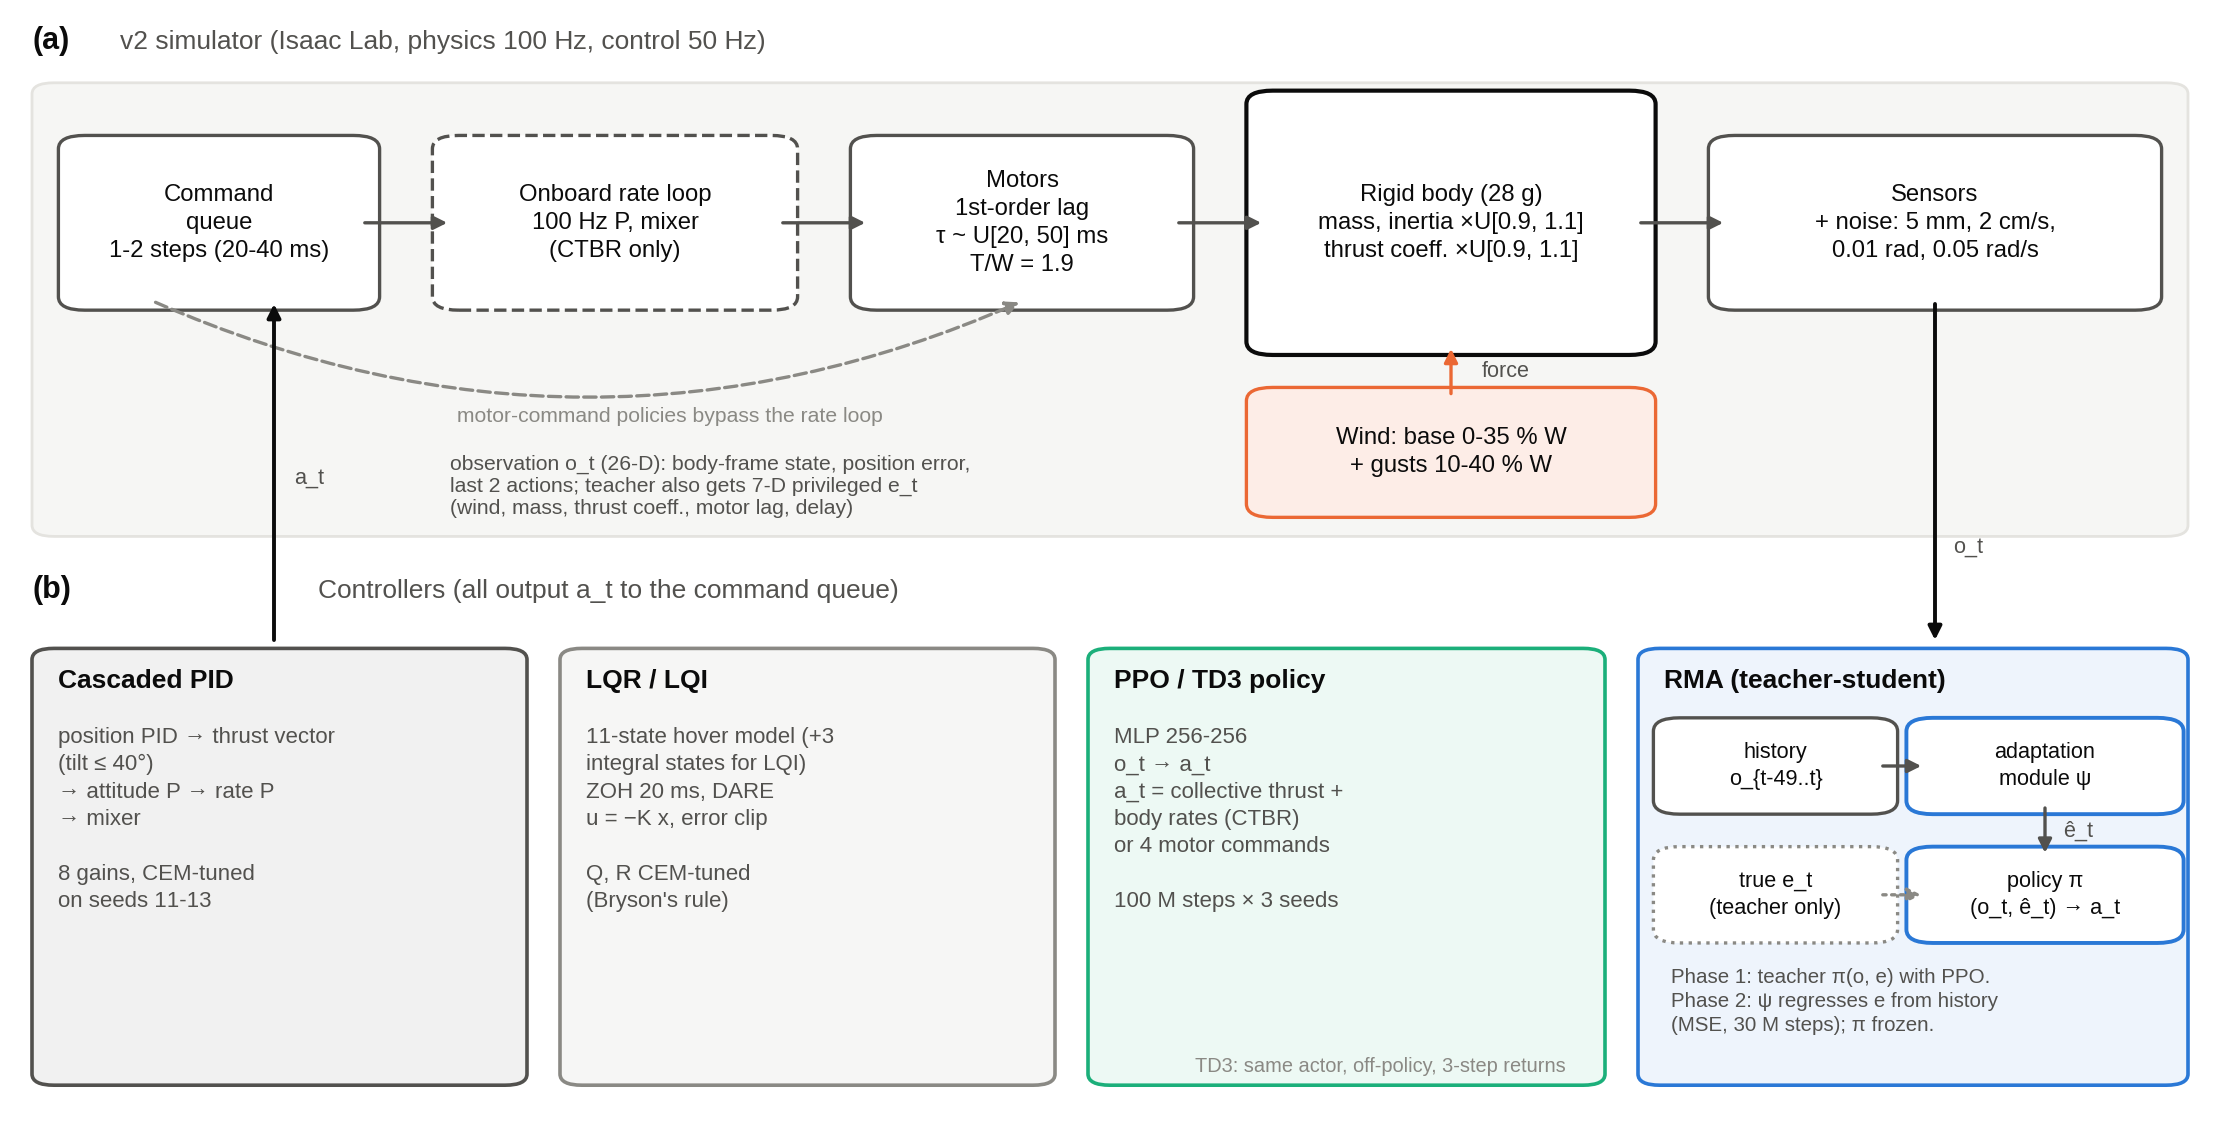 (a) v2 simulator (Isaac Lab, physics 100 Hz, control 50 Hz)
Command
queue
1-2 steps (20-40 ms)
Onboard rate loop
100 Hz P, mixer
(CTBR only)
Motors
1st-order lag
τ ~ U[20, 50] ms
T/W = 1.9
Rigid body (28 g)
mass, inertia ×U[0.9, 1.1]
thrust coeff. ×U[0.9, 1.1]
Sensors
+ noise: 5 mm, 2 cm/s,
0.01 rad, 0.05 rad/s
force
motor-command policies bypass the rate loop
Wind: base 0-35 % W
+ gusts 10-40 % W
a_t
observation o_t (26-D): body-frame state, position error,
last 2 actions; teacher also gets 7-D privileged e_t
(wind, mass, thrust coeff., motor lag, delay)
o_t
(b) Controllers (all output a_t to the command queue)
Cascaded PID
position PID → thrust vector
(tilt ≤ 40°)
→ attitude P → rate P
→ mixer
8 gains, CEM-tuned
on seeds 11-13
LQR / LQI
11-state hover model (+3
integral states for LQI)
ZOH 20 ms, DARE
u = −K x, error clip
Q, R CEM-tuned
(Bryson's rule)
PPO / TD3 policy
MLP 256-256
o_t → a_t
a_t = collective thrust +
body rates (CTBR)
or 4 motor commands
100 M steps × 3 seeds
TD3: same actor, off-policy, 3-step returns
RMA (teacher-student)
history
o_{t-49..t}
adaptation
module ψ
ê_t
true e_t
(teacher only)
policy π
(o_t, ê_t) → a_t
Phase 1: teacher π(o, e) with PPO.
Phase 2: ψ regresses e from history
(MSE, 30 M steps); π frozen.